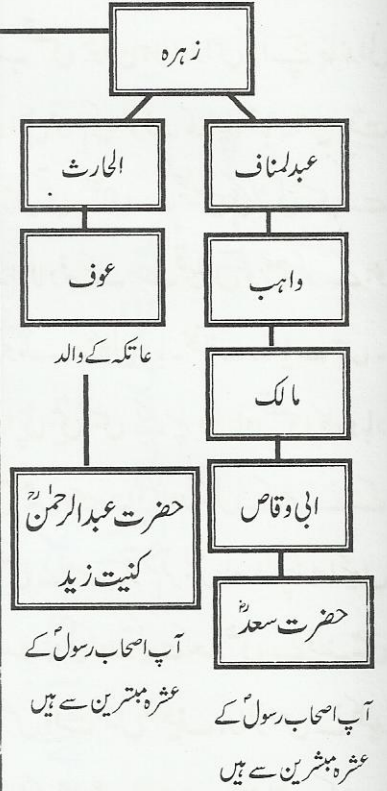 زہرہ
عبدلمناف
الحارث
واہب
عوف
عاتکہ کے والد
مالک
ابی وقاص
حضرت عبدالرحمٰنؓ
کنیت زید
حضرت سعدؓ
آپ اصحاب رسولؐ کے
عشرہ مبشرین سے ہیں
آپ اصحاب رسولؐ کے
عشرہ مبشرین سے ہیں